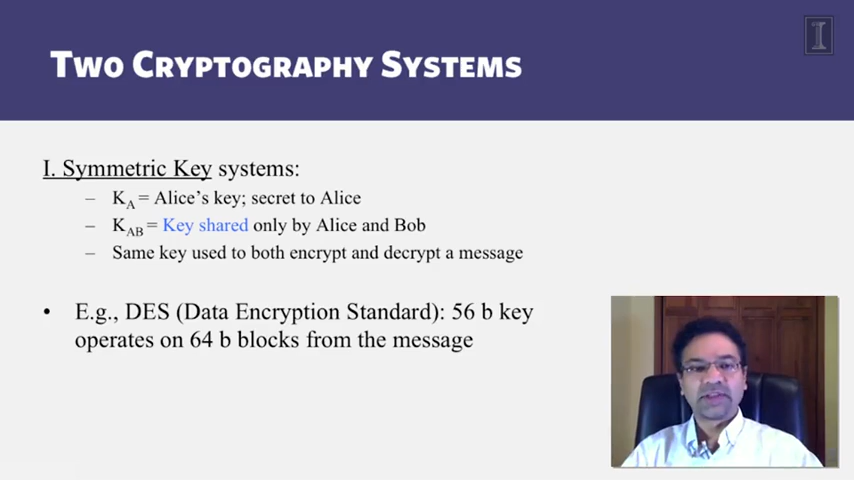 I
TWO CRYPTOGRAPHY SYSTEMS
I. Symmetric Key systems:
– K_A = Alice's key; secret to Alice
– K_AB = Key shared only by Alice and Bob
– Same key used to both encrypt and decrypt a message
• E.g., DES (Data Encryption Standard): 56 b key
operates on 64 b blocks from the message